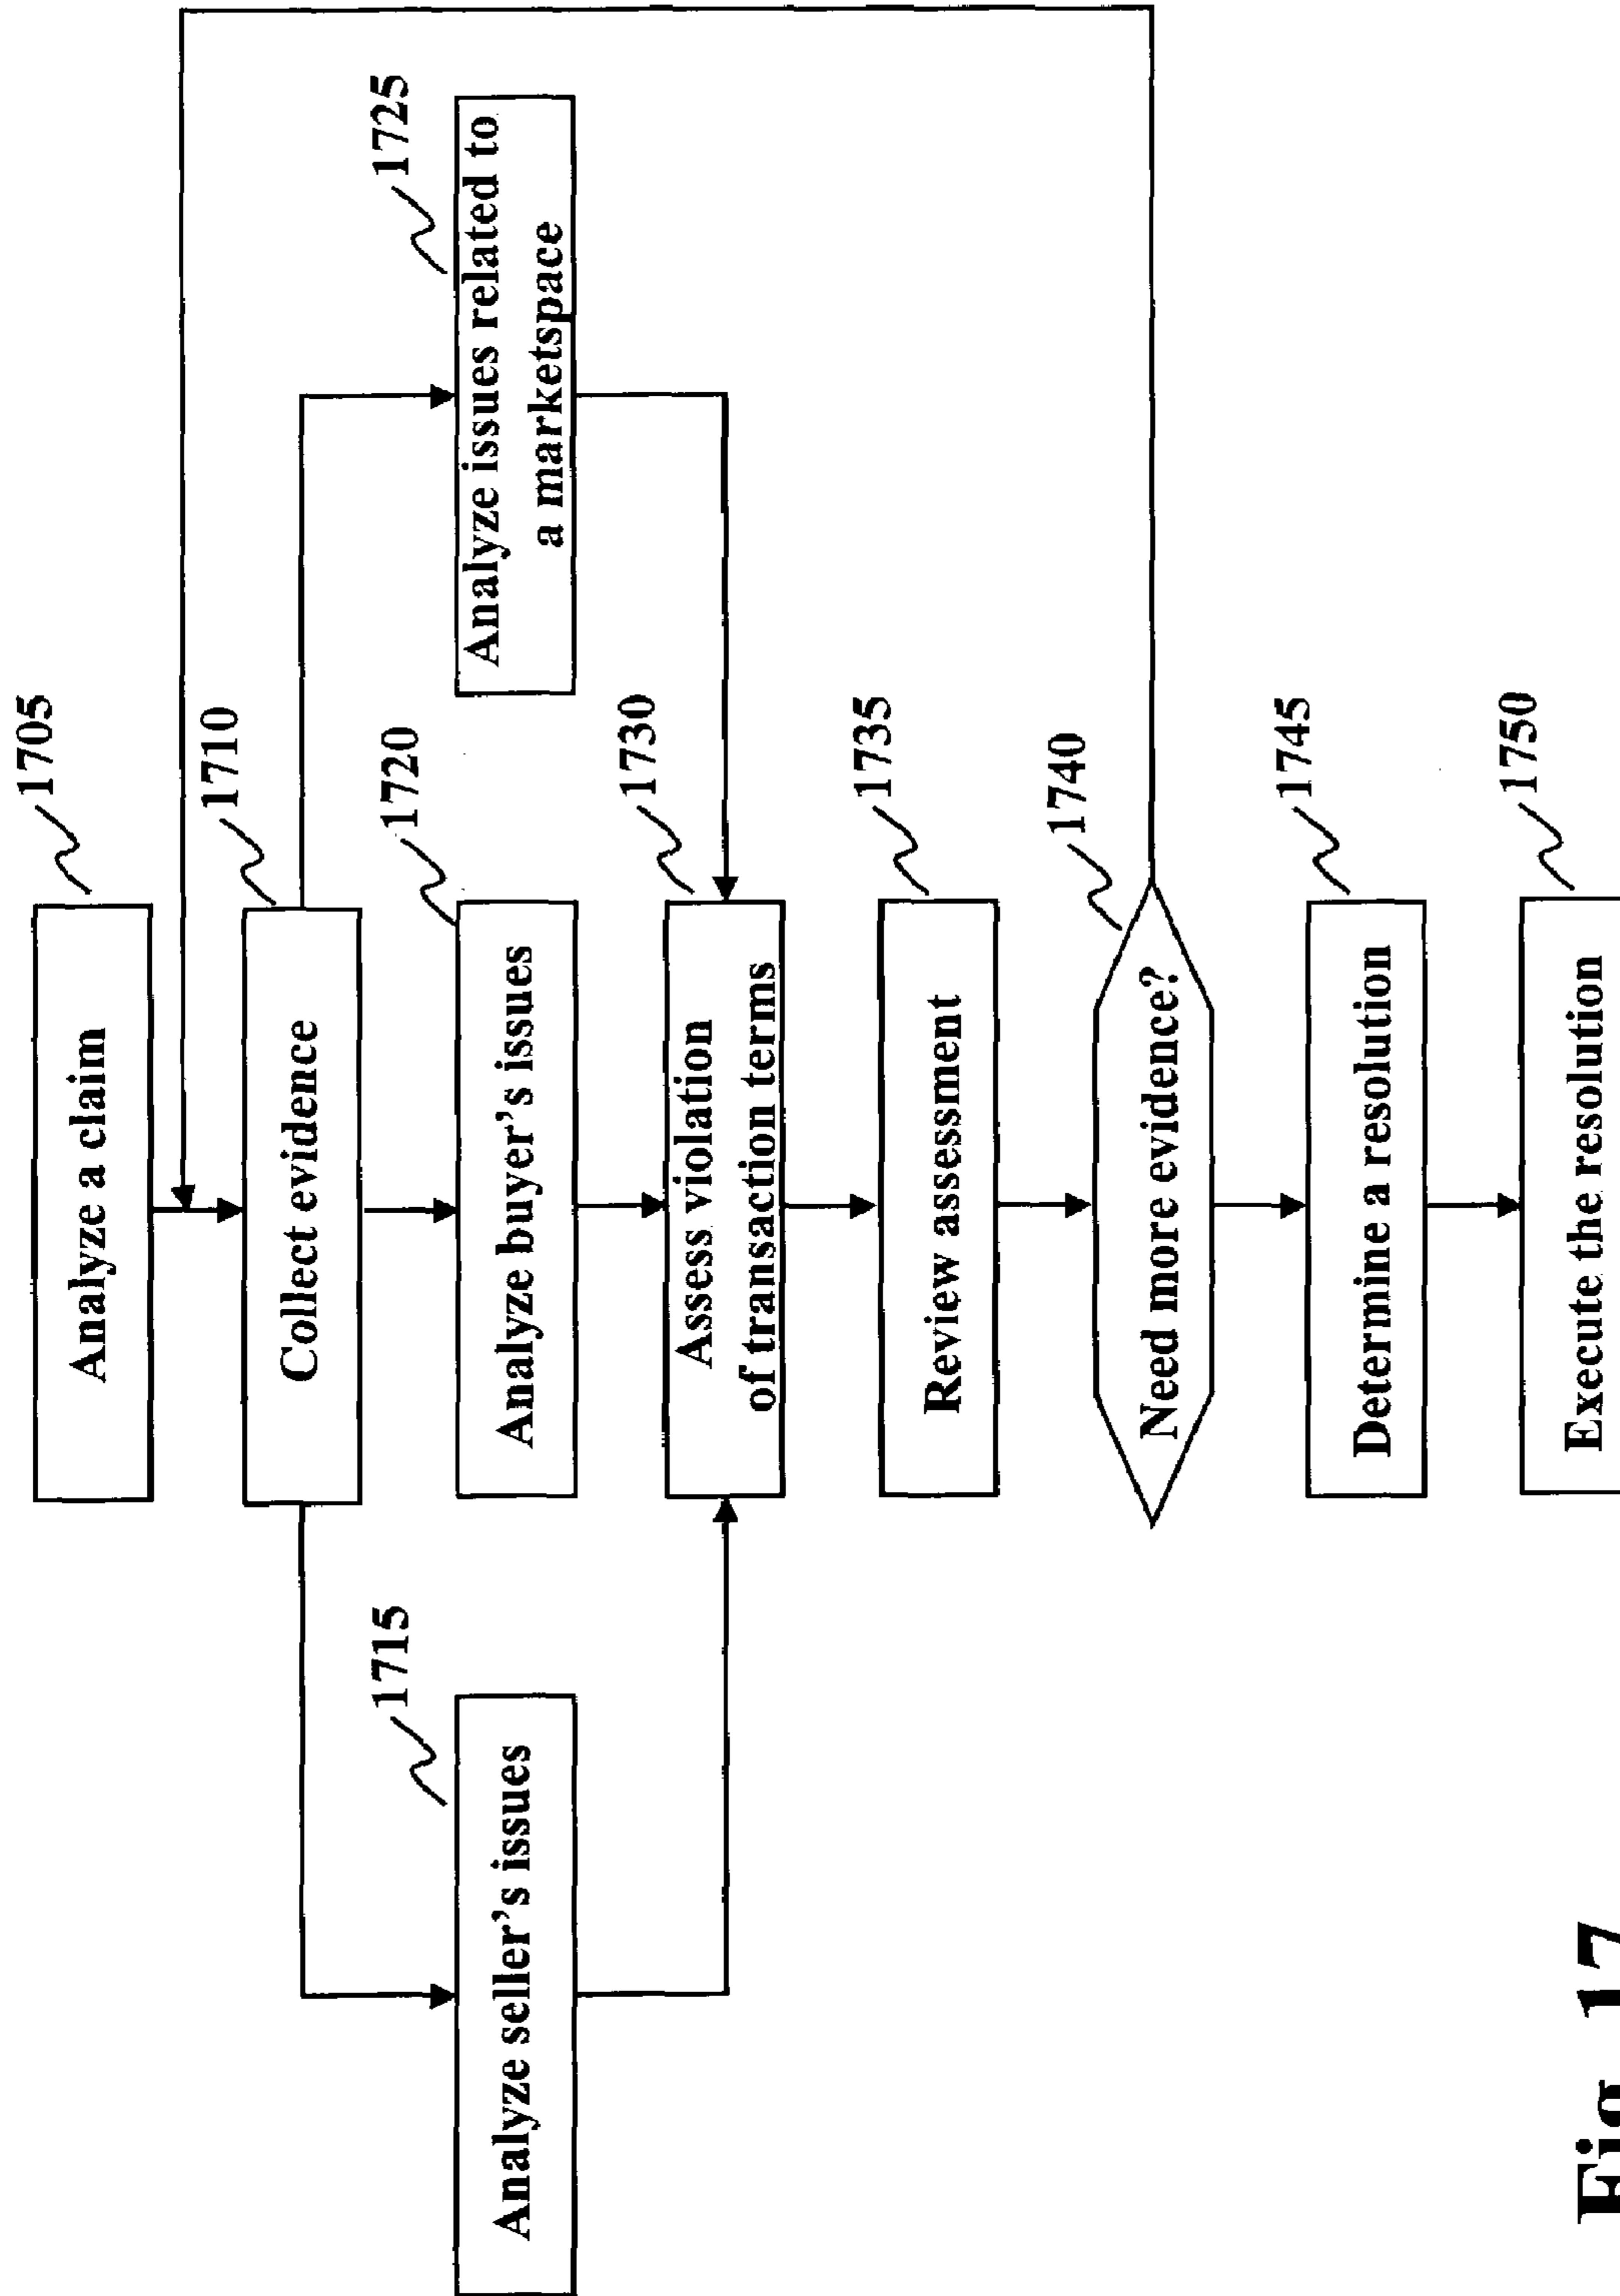 1705
Analyze a claim
1710
Collect evidence
1715
Analyze seller's issues
1720
Analyze buyer's issues
1725
Analyze issues related to
a marketspace
1730
Assess violation
of transaction terms
1735
Review assessment
1740
Need more evidence?
1745
Determine a resolution
1750
Execute the resolution
Fig. 17